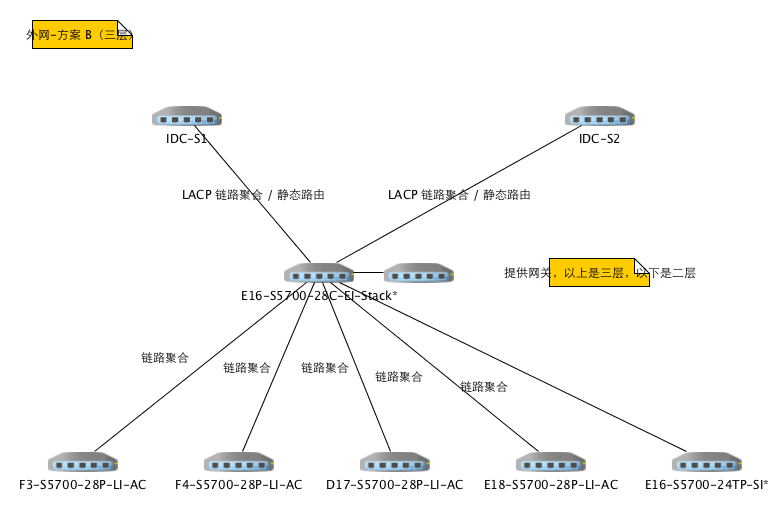 外网-方案 B（三层）
IDC-S1
IDC-S2
LACP 链路聚合 / 静态路由
LACP 链路聚合 / 静态路由
提供网关，以上是三层，以下是二层
E16-S5700-28C-EI-Stack*
链路聚合
链路聚合
链路聚合
链路聚合
链路聚合
F3-S5700-28P-LI-AC
F4-S5700-28P-LI-AC
D17-S5700-28P-LI-AC
E18-S5700-28P-LI-AC
E16-S5700-24TP-SI*